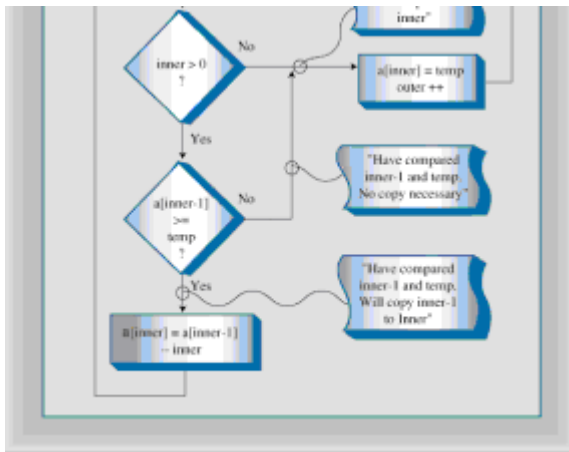 inner"
inner > 0
?
No
a[inner] = temp
outer ++
Yes
"Have compared
inner-1 and temp.
No copy necessary"
a[inner-1]
>=
temp
?
No
Yes
"Have compared
inner-1 and temp.
Will copy inner-1
to Inner"
a[inner] = a[inner-1]
-- inner